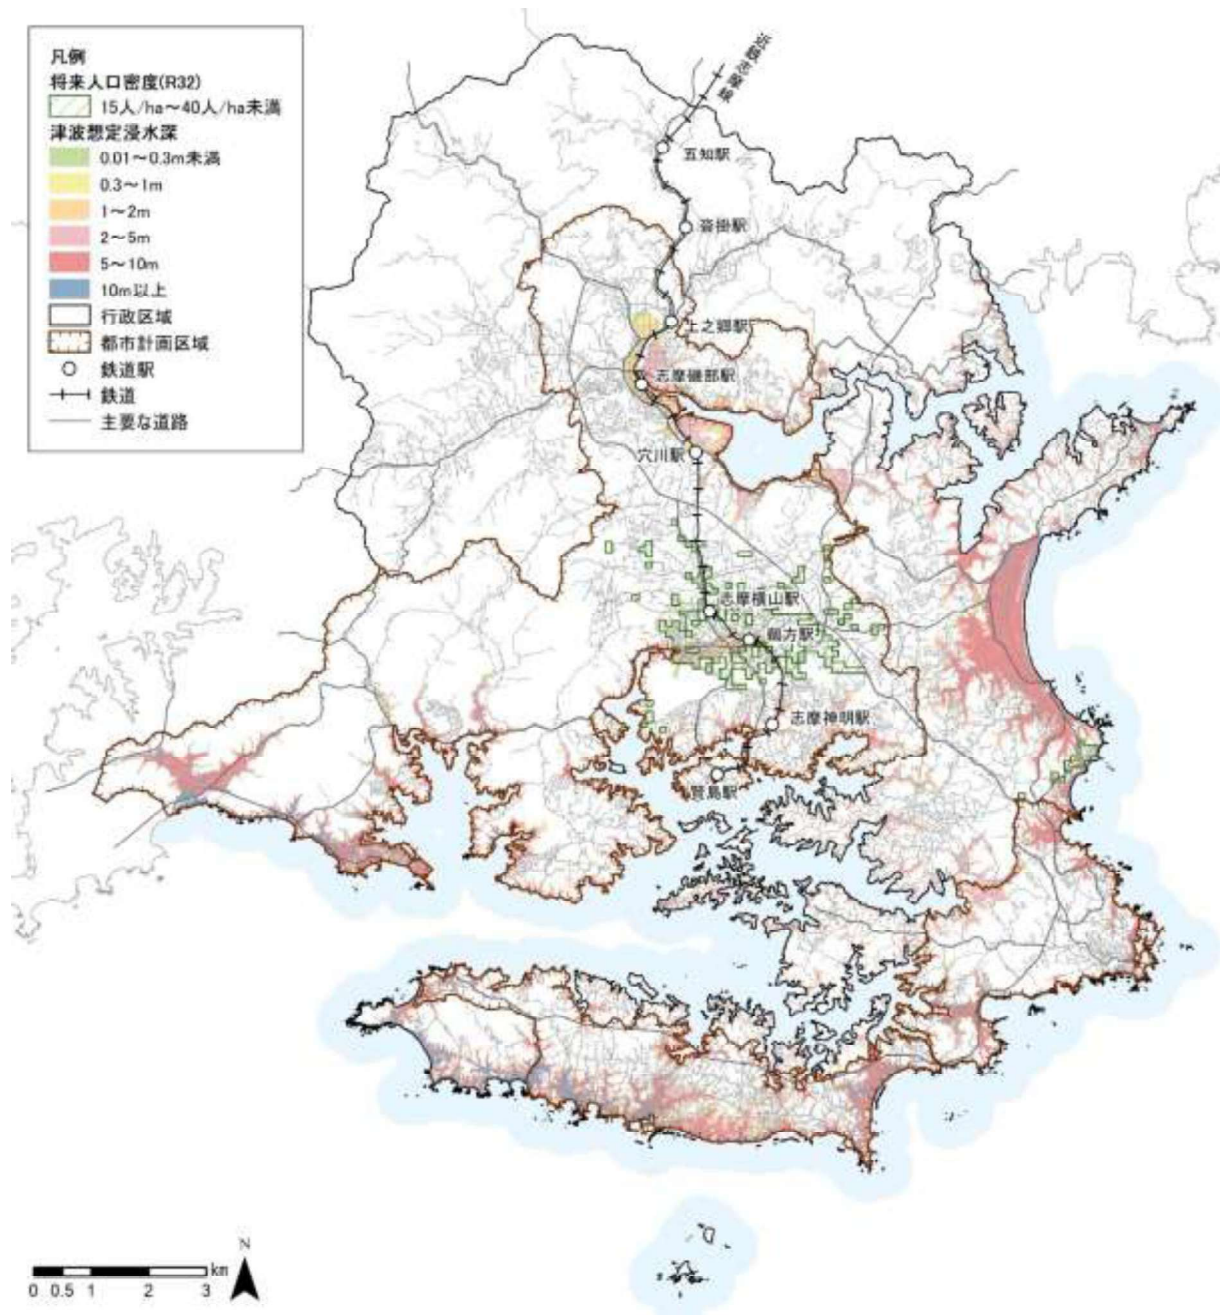 凡例
将来人口密度(R32)
15人/ha～40人/ha未満
津波想定浸水深
0.01～0.3m未満
0.3～1m
1～2m
2～5m
5～10m
10m以上
行政区域
都市計画区域
鉄道駅
鉄道
主要な道路
近鉄志摩線
五知駅
沓掛駅
上之郷駅
志摩磯部駅
穴川駅
志摩横山駅
鵜方駅
志摩神明駅
賢島駅
N
km
0 0.5 1 2 3